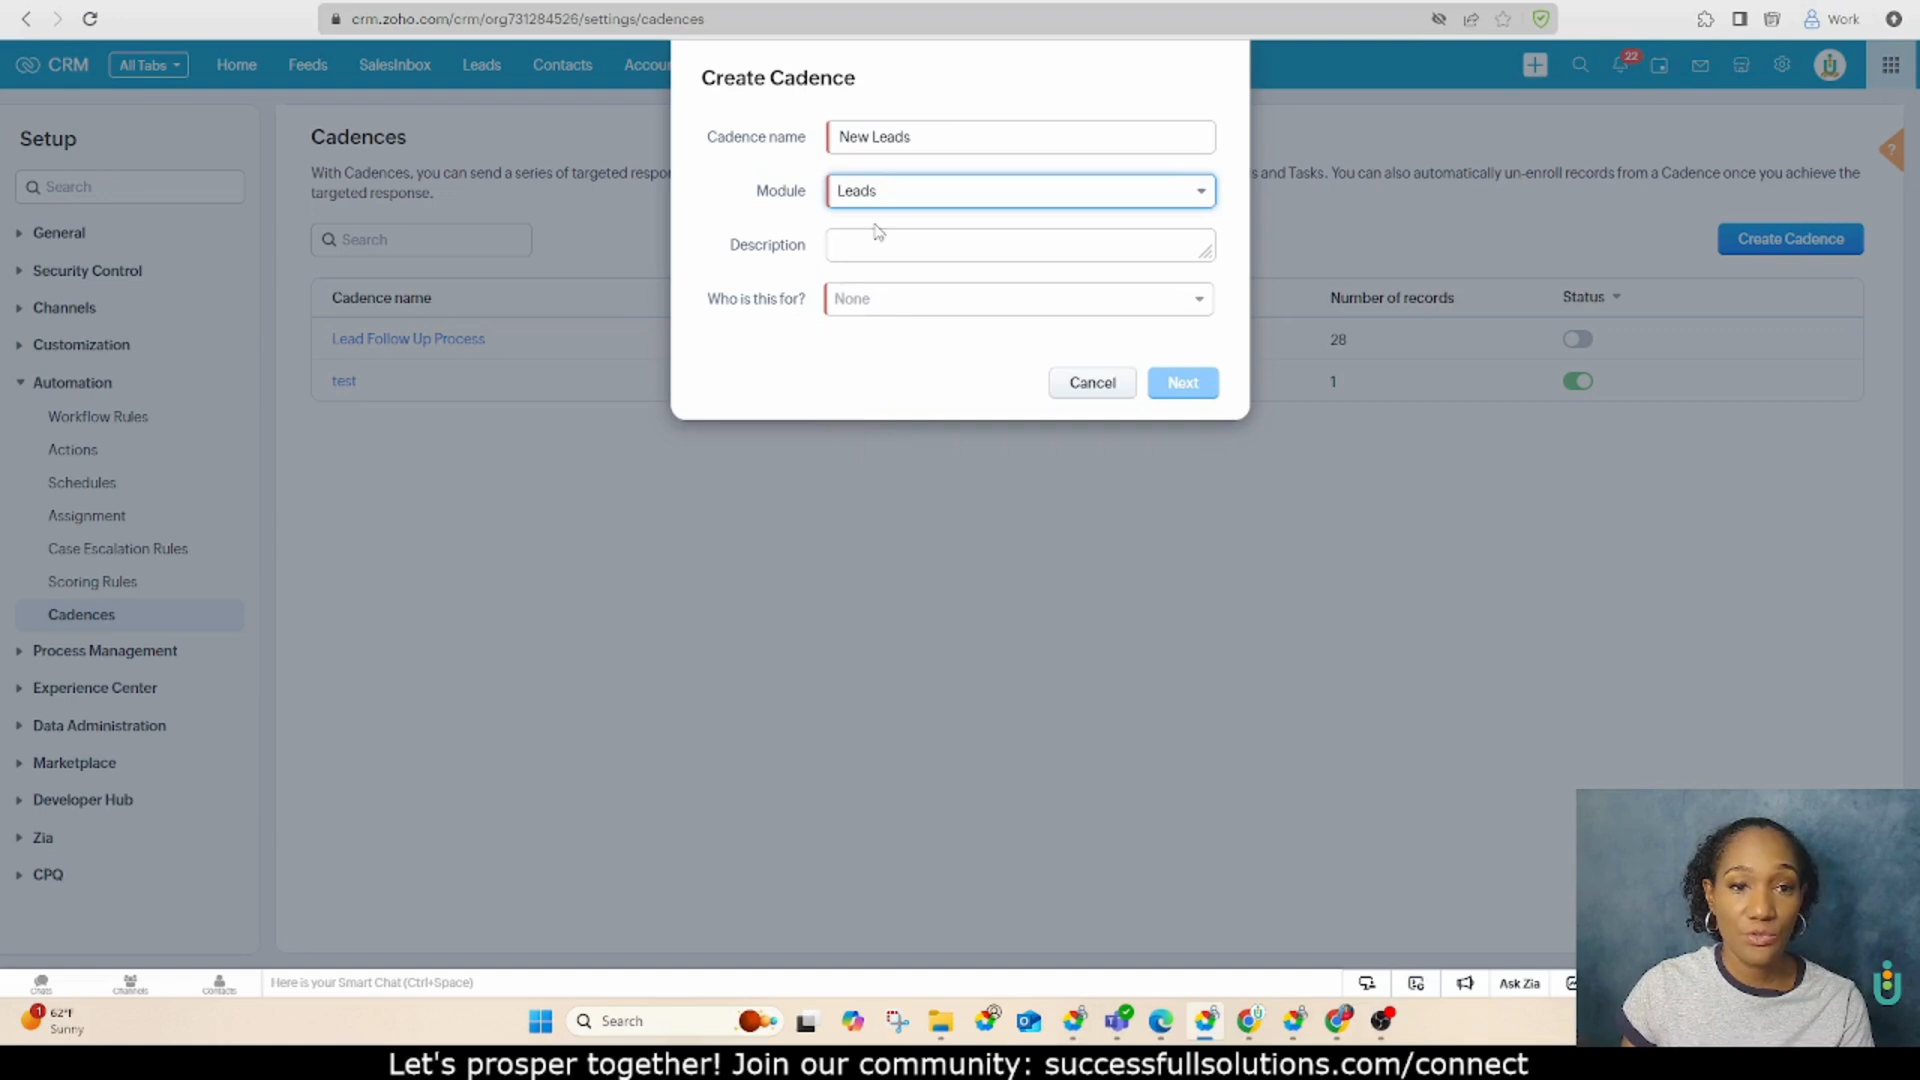 crm.zoho.com/crm/org731284526/settings/cadences
Work
CRM
All Tabs
Home
Feeds
SalesInbox
Leads
Contacts
Accou
22
Setup
Search
General
Security Control
Channels
Customization
Automation
Workflow Rules
Actions
Schedules
Assignment
Case Escalation Rules
Scoring Rules
Cadences
Process Management
Experience Center
Data Administration
Marketplace
Developer Hub
Zia
CPQ
Cadences
With Cadences, you can send a series of targeted respo
s and Tasks. You can also automatically un-enroll records from a Cadence once you achieve the
targeted response.
Search
Create Cadence
Cadence name
Number of records
Status
Lead Follow Up Process
28
test
1
Create Cadence
Cadence name
New Leads
Module
Leads
Description
Who is this for?
None
Cancel
Next
?
Chats
Channels
Contacts
Here is your Smart Chat (Ctrl+Space)
Ask Zia
1
62°F
Sunny
Search
Let's prosper together! Join our community: successfullsolutions.com/connect